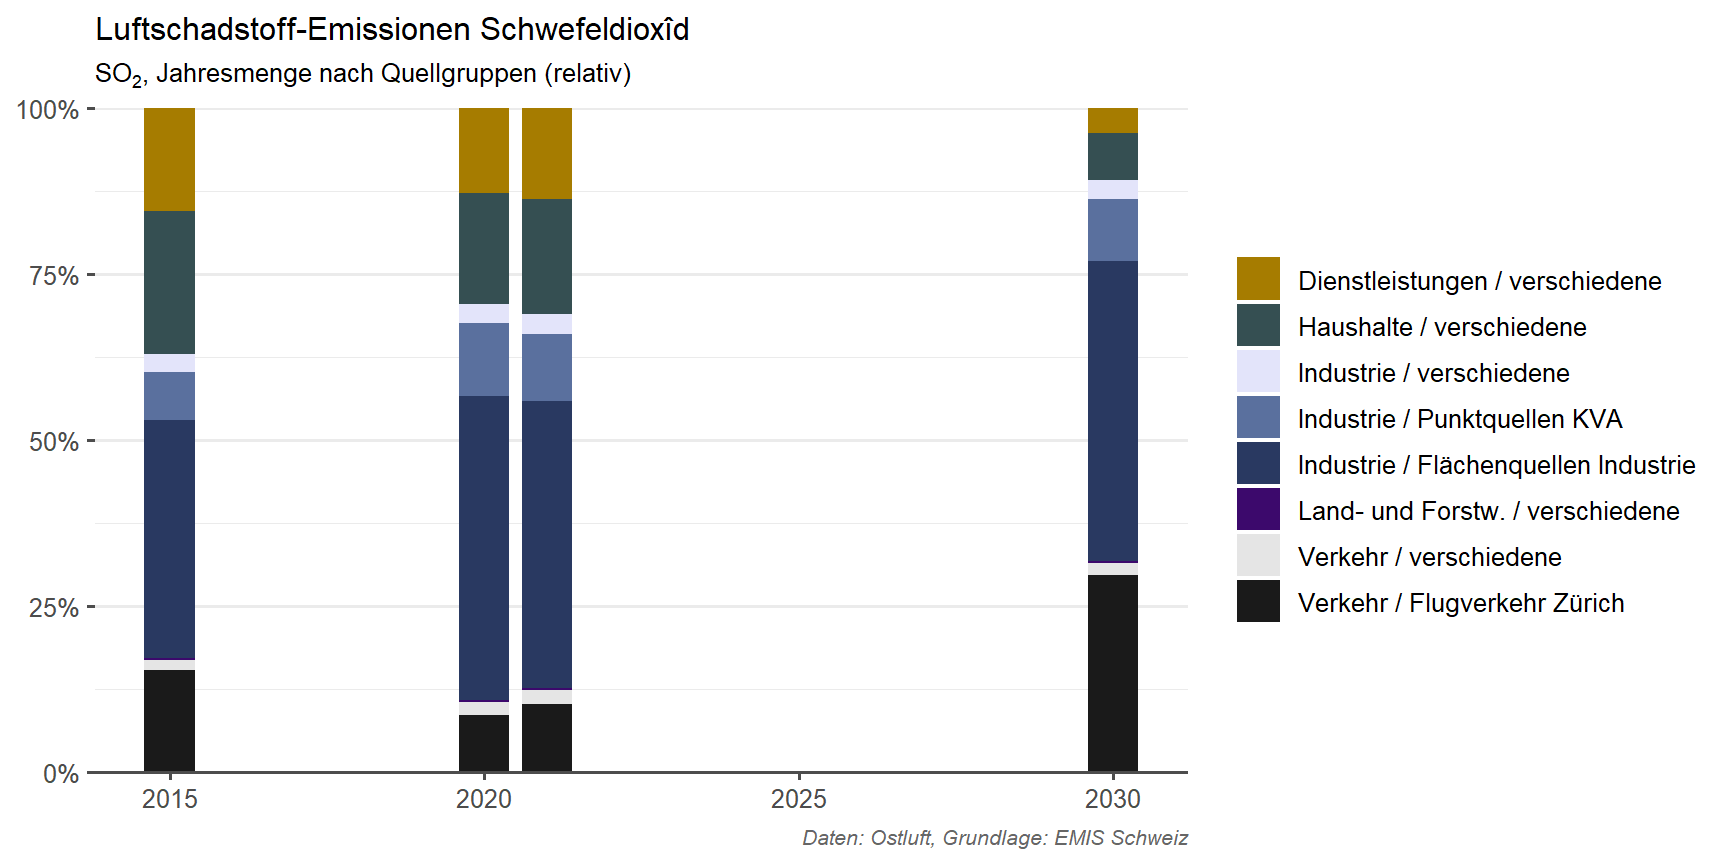 Luftschadstoff-Emissionen Schwefeldioxîd
SO₂, Jahresmenge nach Quellgruppen (relativ)
100%
75%
50%
25%
0%
2015
2020
2025
2030
Dienstleistungen / verschiedene
Haushalte / verschiedene
Industrie / verschiedene
Industrie / Punktquellen KVA
Industrie / Flächenquellen Industrie
Land- und Forstw. / verschiedene
Verkehr / verschiedene
Verkehr / Flugverkehr Zürich
Daten: Ostluft, Grundlage: EMIS Schweiz